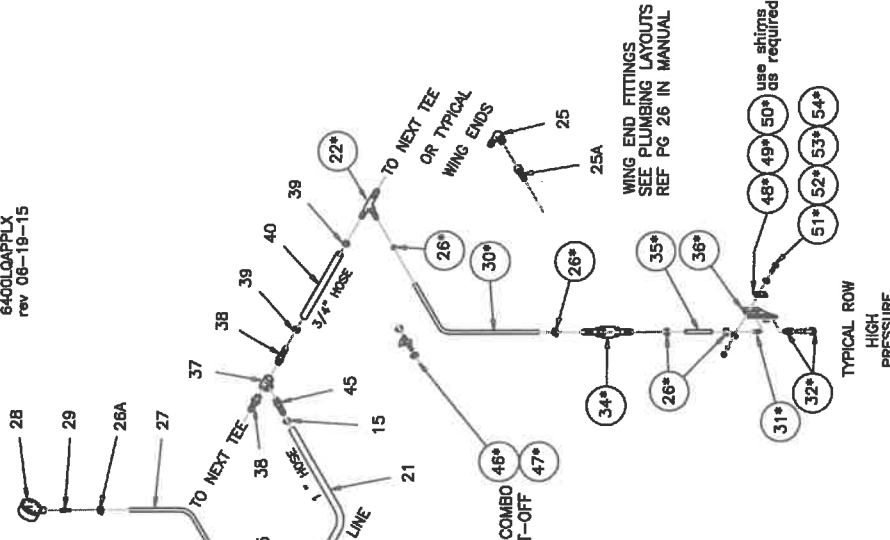 6400LQAPPLX
rev 06-19-15
28
29
26A
27
TO NEXT TEE
37
38
39
40
39
3/4" HOSE
22*
TO NEXT TEE
OR TYPICAL
WING ENDS
25
25A
WING END FITTINGS
SEE PLUMBING LAYOUTS
REF PG 26 IN MANUAL
38
45
15
1" HOSE
21
LINE
26*
30*
26*
46*
47*
COMBO
T-OFF
34*
35*
36*
26*
31*
32*
48*
49*
50*
use shims
as required
51*
52*
53*
54*
TYPICAL ROW
HIGH
PRESSURE